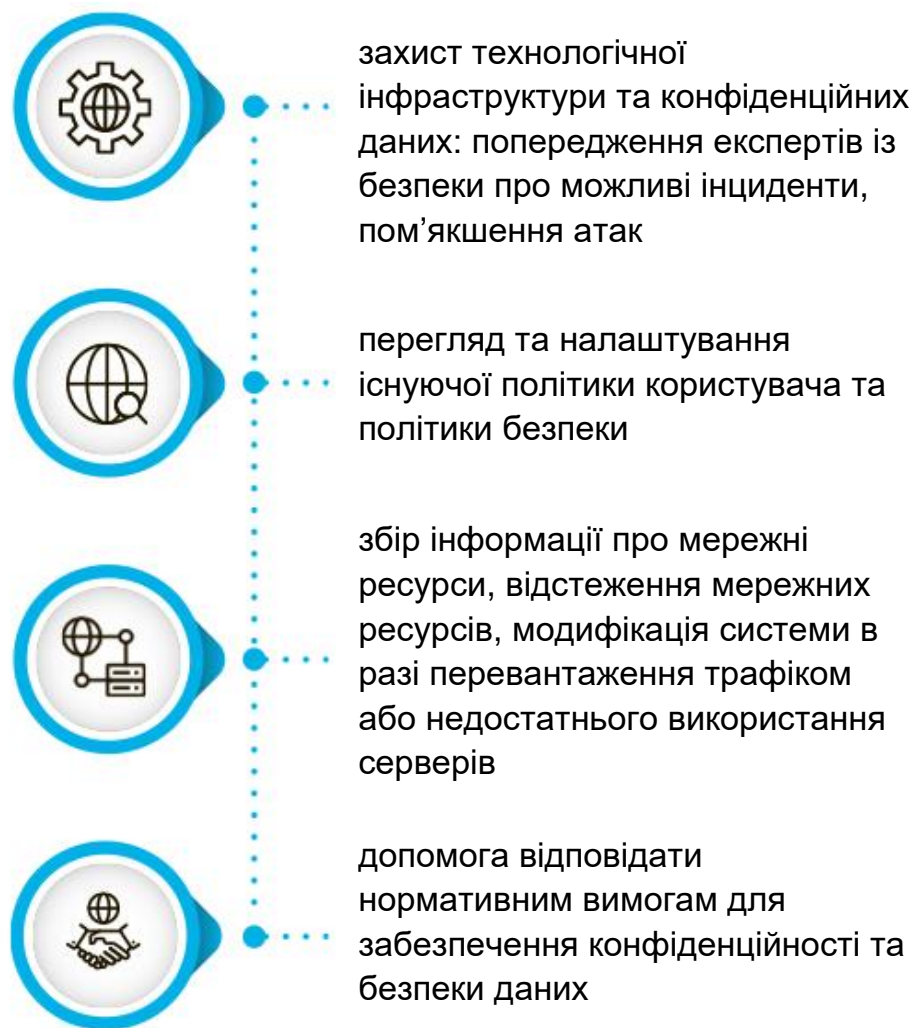 захист технологічної
інфраструктури та конфіденційних
даних: попередження експертів із
безпеки про можливі інциденти,
пом’якшення атак
перегляд та налаштування
існуючої політики користувача та
політики безпеки
збір інформації про мережні
ресурси, відстеження мережних
ресурсів, модифікація системи в
разі перевантаження трафіком
або недостатнього використання
серверів
допомога відповідати
нормативним вимогам для
забезпечення конфіденційності та
безпеки даних